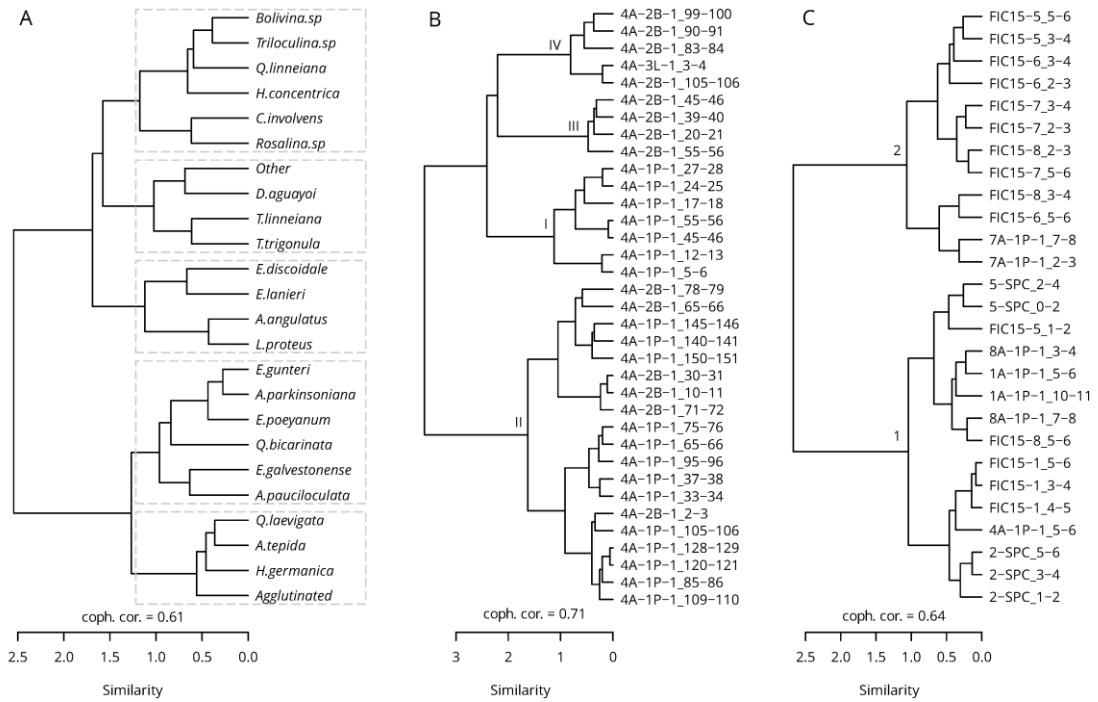 A
Bolivina.sp
Triloculina.sp
Q.linneiana
H.concentrica
C.involvens
Rosalina.sp
Other
D.aguayoi
T.linneiana
T.trigonula
E.discoidale
E.lanieri
A.angulatus
L.proteus
E.gunteri
A.parkinsoniana
E.poeyanum
Q.bicarinata
E.galvestonense
A.pauciloculata
Q.laevigata
A.tepida
H.germanica
Agglutinated
coph. cor. = 0.61
2.5 2.0 1.5 1.0 0.5 0.0
Similarity
B
IV
III
I
II
4A−2B−1_99−100
4A−2B−1_90−91
4A−2B−1_83−84
4A−3L−1_3−4
4A−2B−1_105−106
4A−2B−1_45−46
4A−2B−1_39−40
4A−2B−1_20−21
4A−2B−1_55−56
4A−1P−1_27−28
4A−1P−1_24−25
4A−1P−1_17−18
4A−1P−1_55−56
4A−1P−1_45−46
4A−1P−1_12−13
4A−1P−1_5−6
4A−2B−1_78−79
4A−2B−1_65−66
4A−1P−1_145−146
4A−1P−1_140−141
4A−1P−1_150−151
4A−2B−1_30−31
4A−2B−1_10−11
4A−2B−1_71−72
4A−1P−1_75−76
4A−1P−1_65−66
4A−1P−1_95−96
4A−1P−1_37−38
4A−1P−1_33−34
4A−2B−1_2−3
4A−1P−1_105−106
4A−1P−1_128−129
4A−1P−1_120−121
4A−1P−1_85−86
4A−1P−1_109−110
coph. cor. = 0.71
3 2 1 0
Similarity
C
2
1
FIC15−5_5−6
FIC15−5_3−4
FIC15−6_3−4
FIC15−6_2−3
FIC15−7_3−4
FIC15−7_2−3
FIC15−8_2−3
FIC15−7_5−6
FIC15−8_3−4
FIC15−6_5−6
7A−1P−1_7−8
7A−1P−1_2−3
5−SPC_2−4
5−SPC_0−2
FIC15−5_1−2
8A−1P−1_3−4
1A−1P−1_5−6
1A−1P−1_10−11
8A−1P−1_7−8
FIC15−8_5−6
FIC15−1_5−6
FIC15−1_3−4
FIC15−1_4−5
4A−1P−1_5−6
2−SPC_5−6
2−SPC_3−4
2−SPC_1−2
coph. cor. = 0.64
2.5 2.0 1.5 1.0 0.5 0.0
Similarity